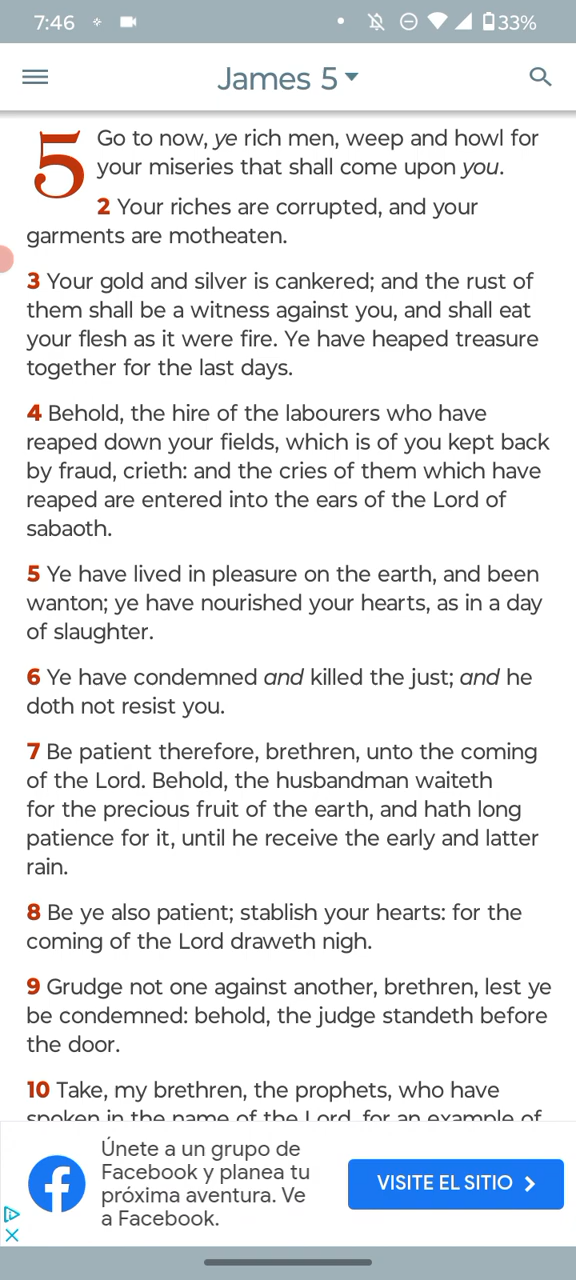 7:46
33%
James 5
5 Go to now, ye rich men, weep and howl for
your miseries that shall come upon you.
2 Your riches are corrupted, and your
garments are motheaten.
3 Your gold and silver is cankered; and the rust of
them shall be a witness against you, and shall eat
your flesh as it were fire. Ye have heaped treasure
together for the last days.
4 Behold, the hire of the labourers who have
reaped down your fields, which is of you kept back
by fraud, crieth: and the cries of them which have
reaped are entered into the ears of the Lord of
sabaoth.
5 Ye have lived in pleasure on the earth, and been
wanton; ye have nourished your hearts, as in a day
of slaughter.
6 Ye have condemned and killed the just; and he
doth not resist you.
7 Be patient therefore, brethren, unto the coming
of the Lord. Behold, the husbandman waiteth
for the precious fruit of the earth, and hath long
patience for it, until he receive the early and latter
rain.
8 Be ye also patient; stablish your hearts: for the
coming of the Lord draweth nigh.
9 Grudge not one against another, brethren, lest ye
be condemned: behold, the judge standeth before
the door.
10 Take, my brethren, the prophets, who have
spoken in the name of the Lord, for an example of
Únete a un grupo de
Facebook y planea tu
próxima aventura. Ve
a Facebook.
VISITE EL SITIO